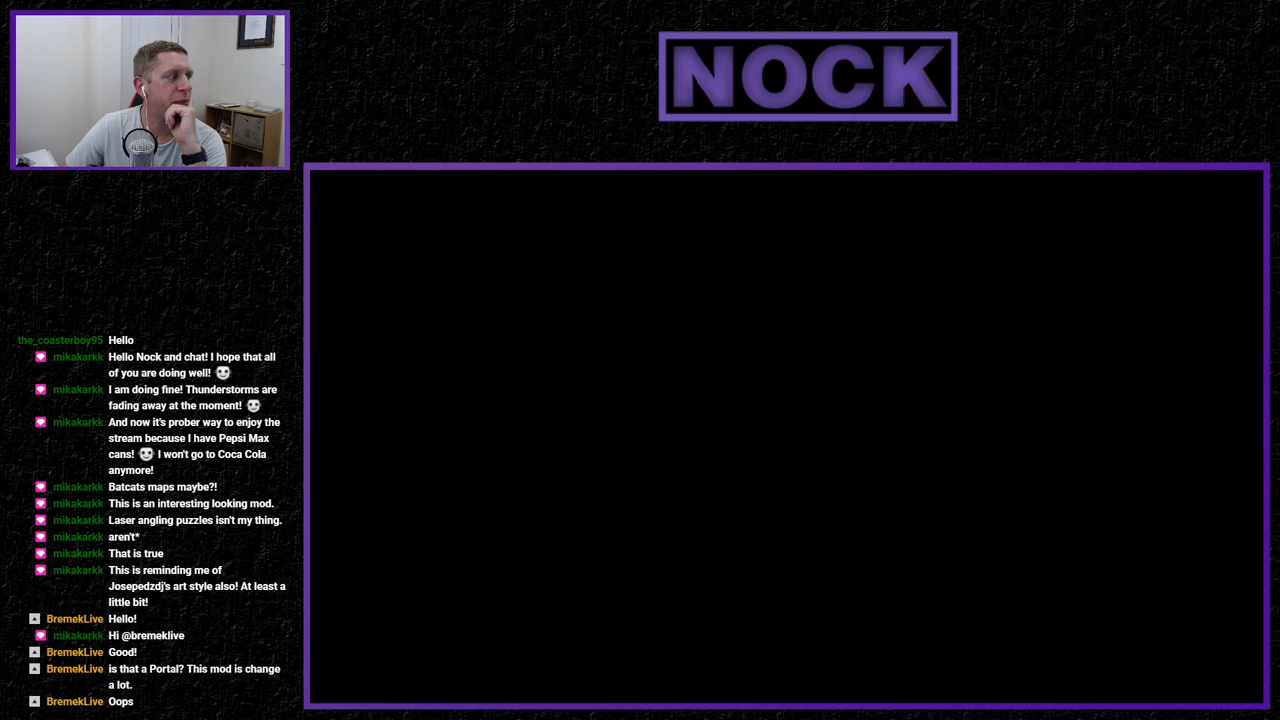 NOCK
the_coasterboy95 Hello
mikakarkk Hello Nock and chat! I hope that all
of you are doing well!
mikakarkk I am doing fine! Thunderstorms are
fading away at the moment!
mikakarkk And now it's prober way to enjoy the
stream because I have Pepsi Max
cans! I won't go to Coca Cola
anymore!
mikakarkk Batcats maps maybe?!
mikakarkk This is an interesting looking mod.
mikakarkk Laser angling puzzles isn't my thing.
mikakarkk aren't*
mikakarkk That is true
mikakarkk This is reminding me of
Josepedzdj's art style also! At least a
little bit!
BremekLive Hello!
mikakarkk Hi @bremeklive
BremekLive Good!
BremekLive is that a Portal? This mod is change
a lot.
BremekLive Oops